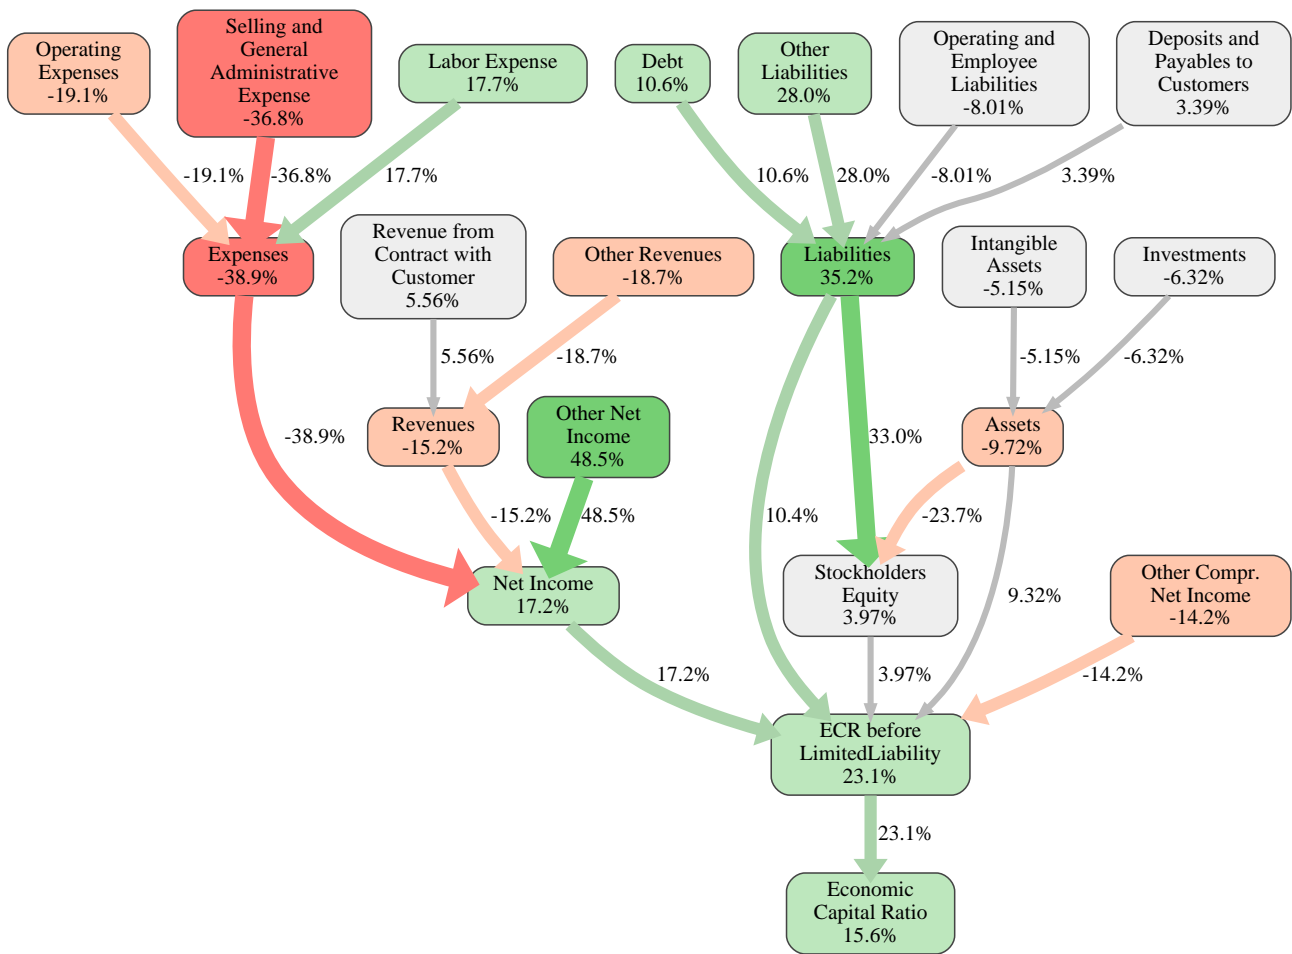 Operating
Expenses
-19.1%
Selling and
General
Administrative
Expense
-36.8%
Labor Expense
17.7%
Debt
10.6%
Other
Liabilities
28.0%
Operating and
Employee
Liabilities
-8.01%
Deposits and
Payables to
Customers
3.39%
-19.1%
-36.8%
17.7%
10.6%
28.0%
-8.01%
3.39%
Expenses
-38.9%
Revenue from
Contract with
Customer
5.56%
Other Revenues
-18.7%
Liabilities
35.2%
Intangible
Assets
-5.15%
Investments
-6.32%
5.56%
-18.7%
-5.15%
-6.32%
-38.9%
Revenues
-15.2%
Other Net
Income
48.5%
33.0%
Assets
-9.72%
-15.2%
48.5%
10.4%
-23.7%
Net Income
17.2%
Stockholders
Equity
3.97%
9.32%
Other Compr.
Net Income
-14.2%
17.2%
3.97%
-14.2%
ECR before
LimitedLiability
23.1%
23.1%
Economic
Capital Ratio
15.6%